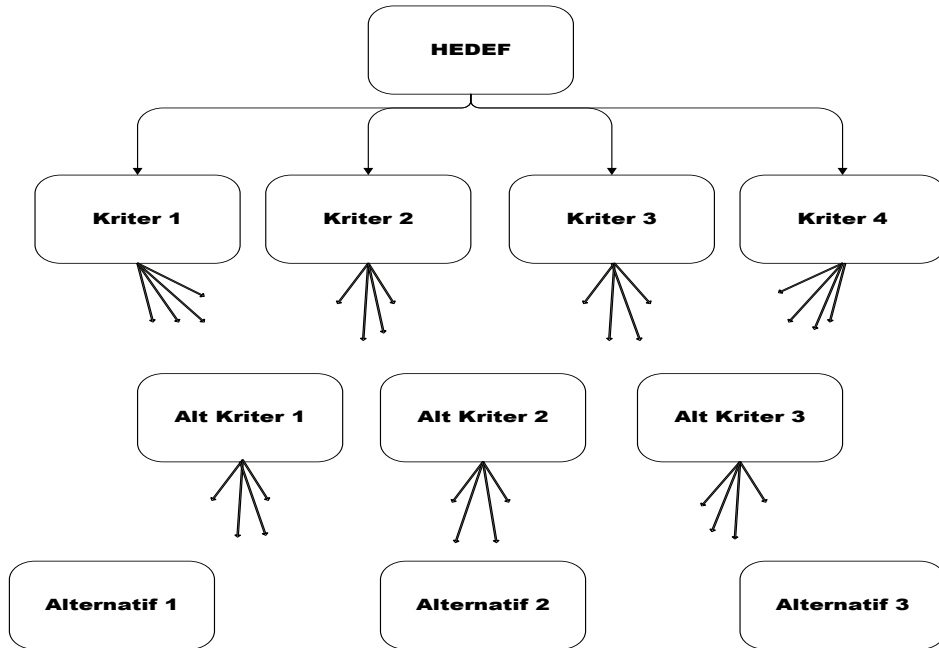 HEDEF
Kriter 1
Kriter 2
Kriter 3
Kriter 4
Alt Kriter 1
Alt Kriter 2
Alt Kriter 3
Alternatif 1
Alternatif 2
Alternatif 3